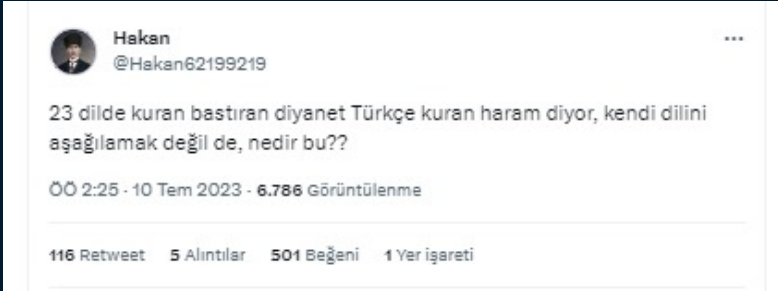 Hakan
@Hakan62199219
23 dilde kuran bastıran diyanet Türkçe kuran haram diyor, kendi dilini
aşağılamak değil de, nedir bu??
ÖÖ 2:25 · 10 Tem 2023 · 6.786 Görüntülenme
116 Retweet 5 Alıntılar 501 Beğeni 1 Yer işareti